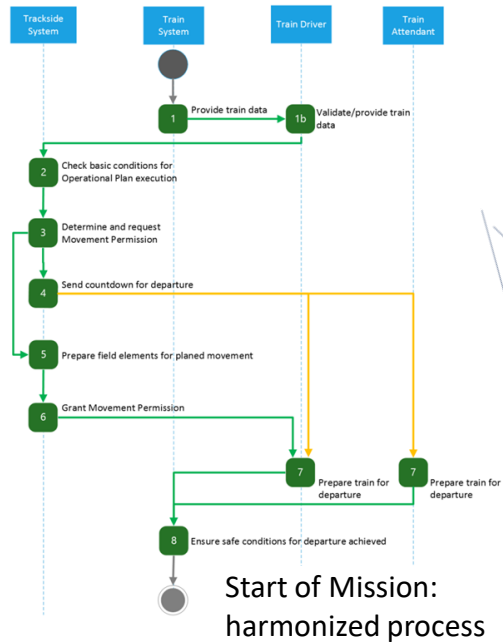 Trackside
System
Train
System
Train Driver
Train
Attendant
1
Provide train data
1b
Validate/provide train
data
2
Check basic conditions for
Operational Plan execution
3
Determine and request
Movement Permission
4
Send countdown for departure
5
Prepare field elements for planed movement
6
Grant Movement Permission
7
Prepare train for
departure
7
Prepare train for
departure
8
Ensure safe conditions for departure achieved
Start of Mission:
harmonized process